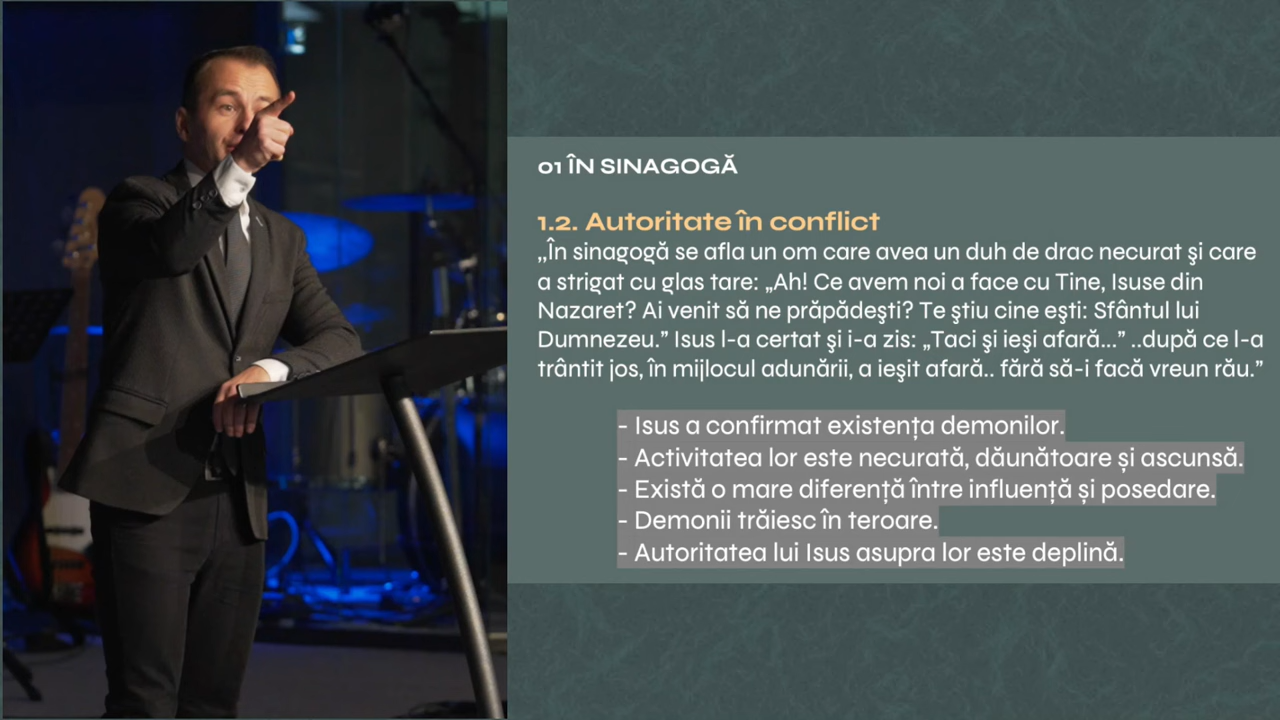 01 ÎN SINAGOGĂ
1.2. Autoritate în conflict
„În sinagogă se afla un om care avea un duh de drac necurat şi care
a strigat cu glas tare: „Ah! Ce avem noi a face cu Tine, Isuse din
Nazaret? Ai venit să ne prăpădeşti? Te ştiu cine eşti: Sfântul lui
Dumnezeu.” Isus l-a certat şi i-a zis: „Taci şi ieşi afară...” ..după ce l-a
trântit jos, în mijlocul adunării, a ieşit afară.. fără să-i facă vreun rău.”
- Isus a confirmat existența demonilor.
- Activitatea lor este necurată, dăunătoare și ascunsă.
- Există o mare diferență între influență și posedare.
- Demonii trăiesc în teroare.
- Autoritatea lui Isus asupra lor este deplină.